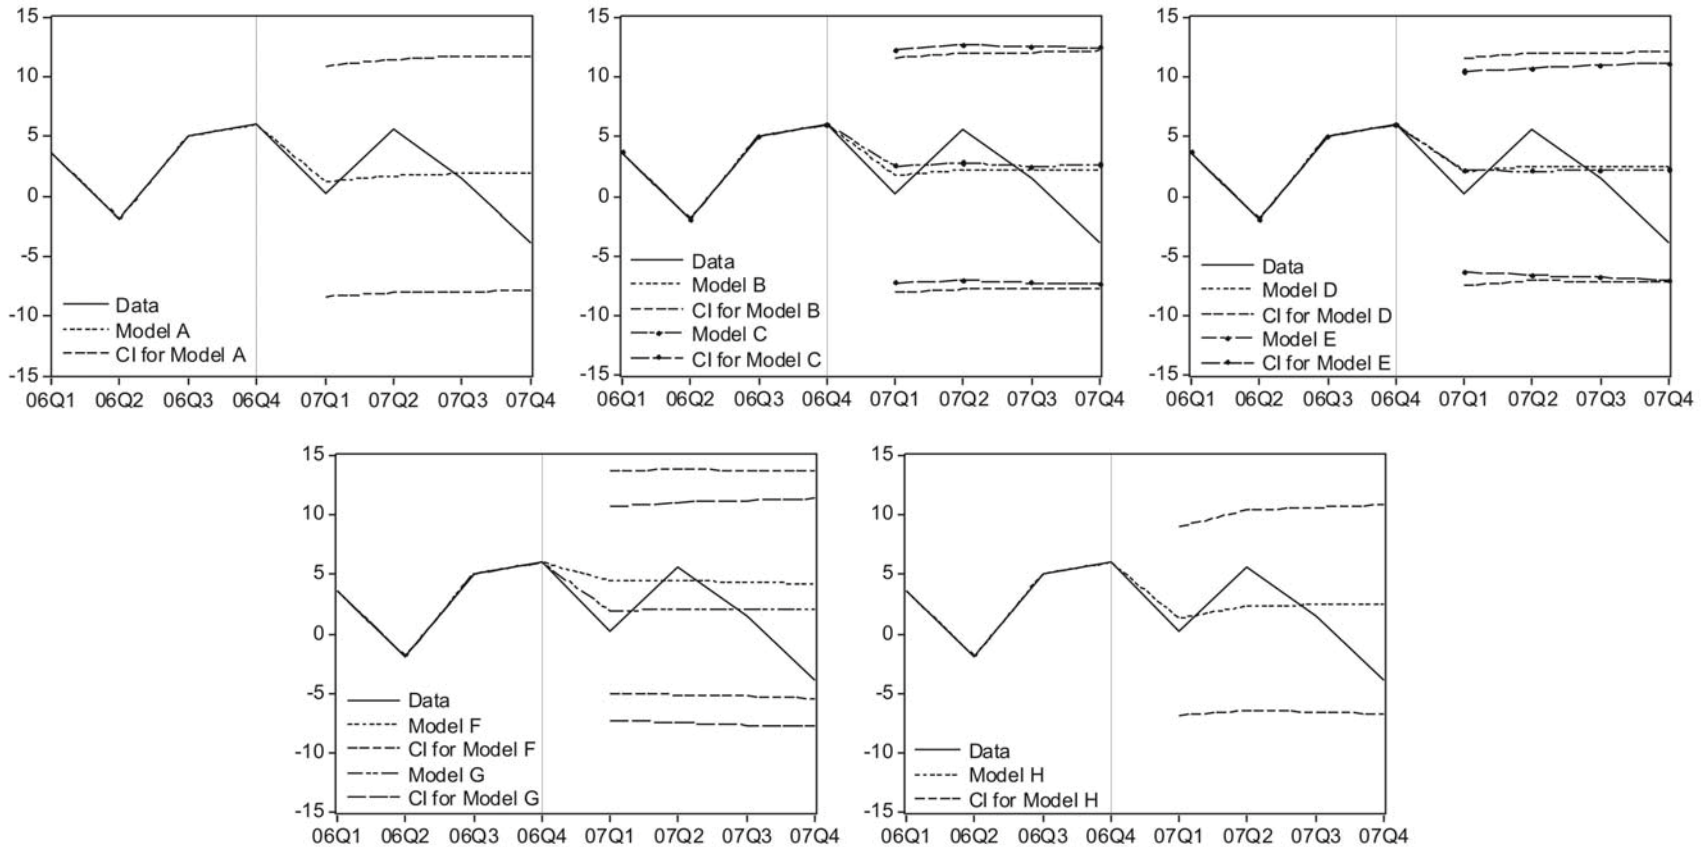 15
10
5
0
-5
-10
-15
Data
Model A
CI for Model A
06Q1 06Q2 06Q3 06Q4 07Q1 07Q2 07Q3 07Q4
15
10
5
0
-5
-10
-15
Data
Model B
CI for Model B
Model C
CI for Model C
06Q1 06Q2 06Q3 06Q4 07Q1 07Q2 07Q3 07Q4
15
10
5
0
-5
-10
-15
Data
Model D
CI for Model D
Model E
CI for Model E
06Q1 06Q2 06Q3 06Q4 07Q1 07Q2 07Q3 07Q4
15
10
5
0
-5
-10
-15
Data
Model F
CI for Model F
Model G
CI for Model G
06Q1 06Q2 06Q3 06Q4 07Q1 07Q2 07Q3 07Q4
15
10
5
0
-5
-10
-15
Data
Model H
CI for Model H
06Q1 06Q2 06Q3 06Q4 07Q1 07Q2 07Q3 07Q4